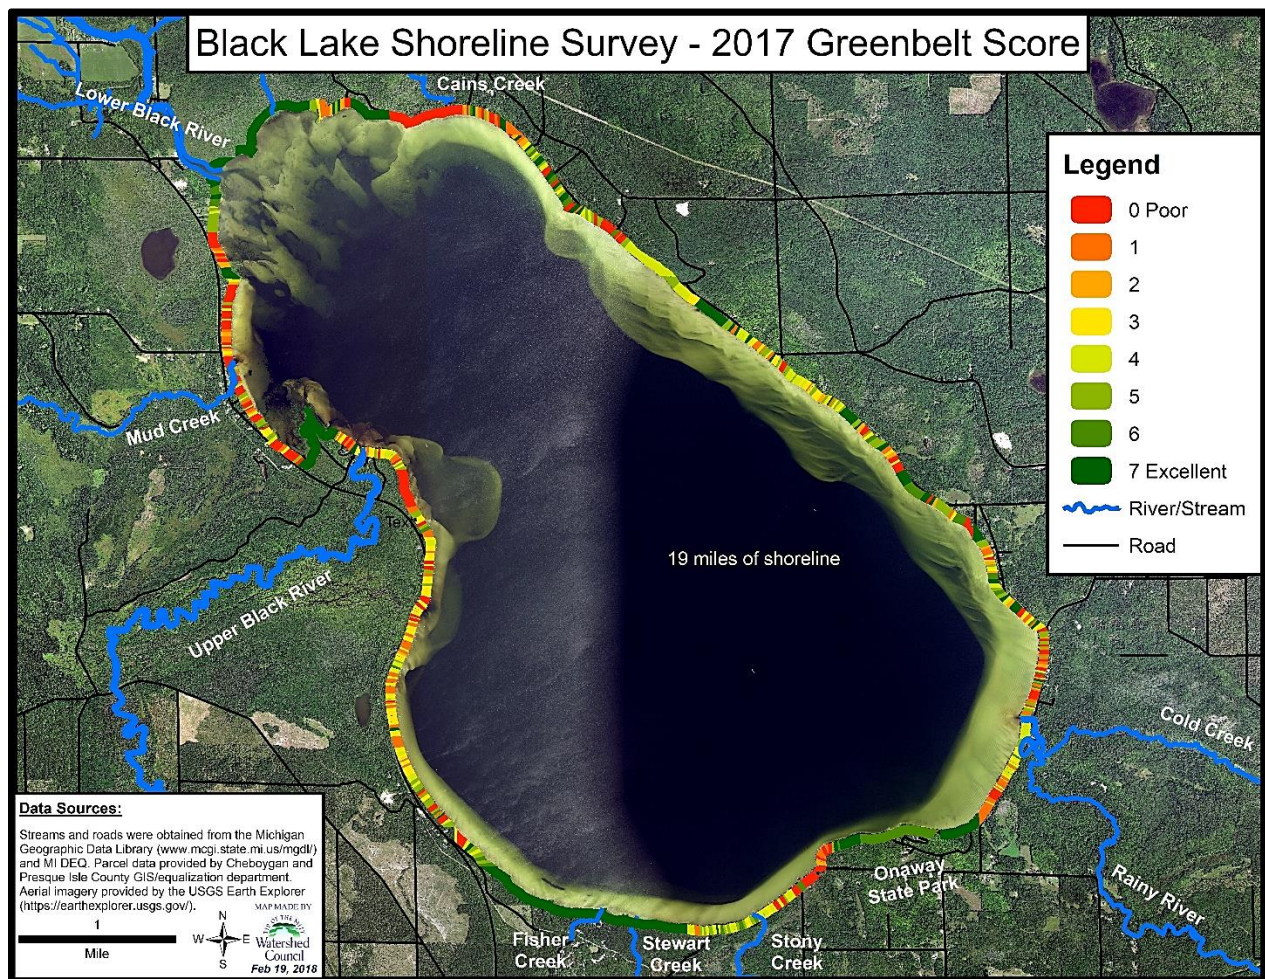 Black Lake Shoreline Survey - 2017 Greenbelt Score
Cains Creek
Lower Black River
Legend
0 Poor
1
2
3
4
5
6
7 Excellent
River/Stream
Road
Mud Creek
Text
19 miles of shoreline
Upper Black River
Cold Creek
Rainy River
Onaway
State Park
Fisher
Creek
Stewart
Creek
Stony
Creek
Data Sources:
Streams and roads were obtained from the Michigan
Geographic Data Library (www.mcgi.state.mi.us/mgdl/)
and MI DEQ. Parcel data provided by Cheboygan and
Presque Isle County GIS/equalization department.
Aerial imagery provided by the USGS Earth Explorer
(https://earthexplorer.usgs.gov/).
1
Mile
N
W E
S
MAP MADE BY
Watershed
Council
Feb 19, 2018